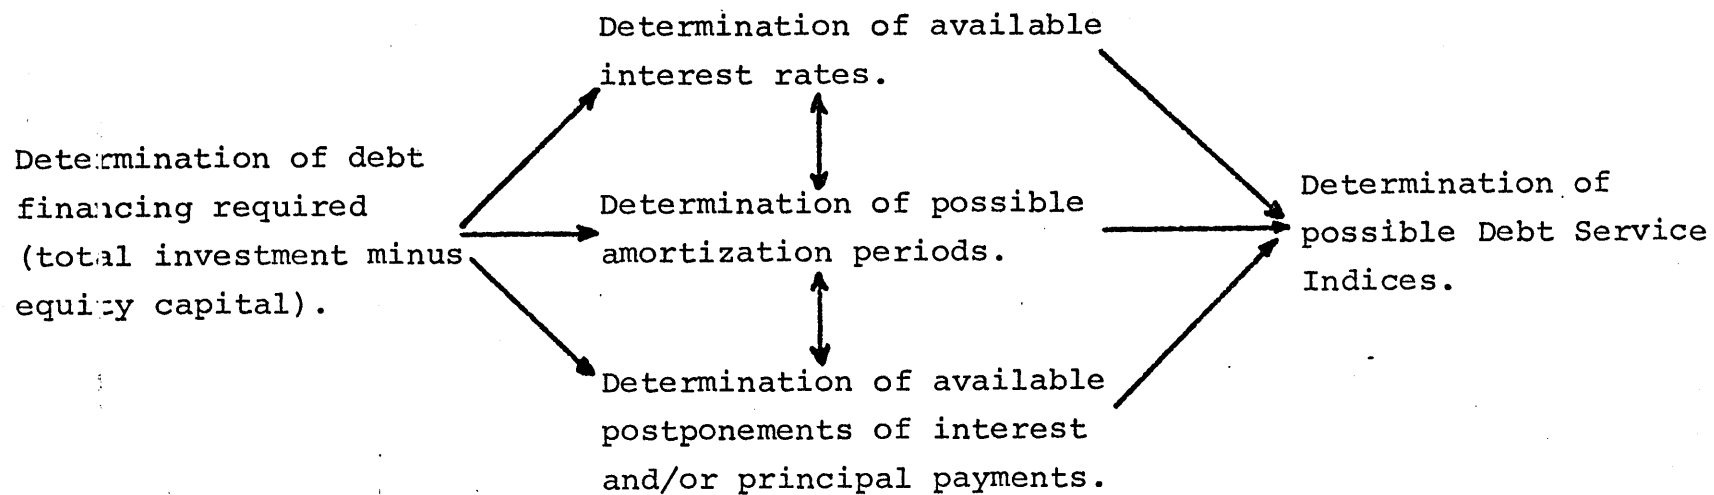 Determination of available
interest rates.
Determination of debt
financing required
(total investment minus
equity capital).
Determination of possible
amortization periods.
Determination of available
postponements of interest
and/or principal payments.
Determination of
possible Debt Service
Indices.